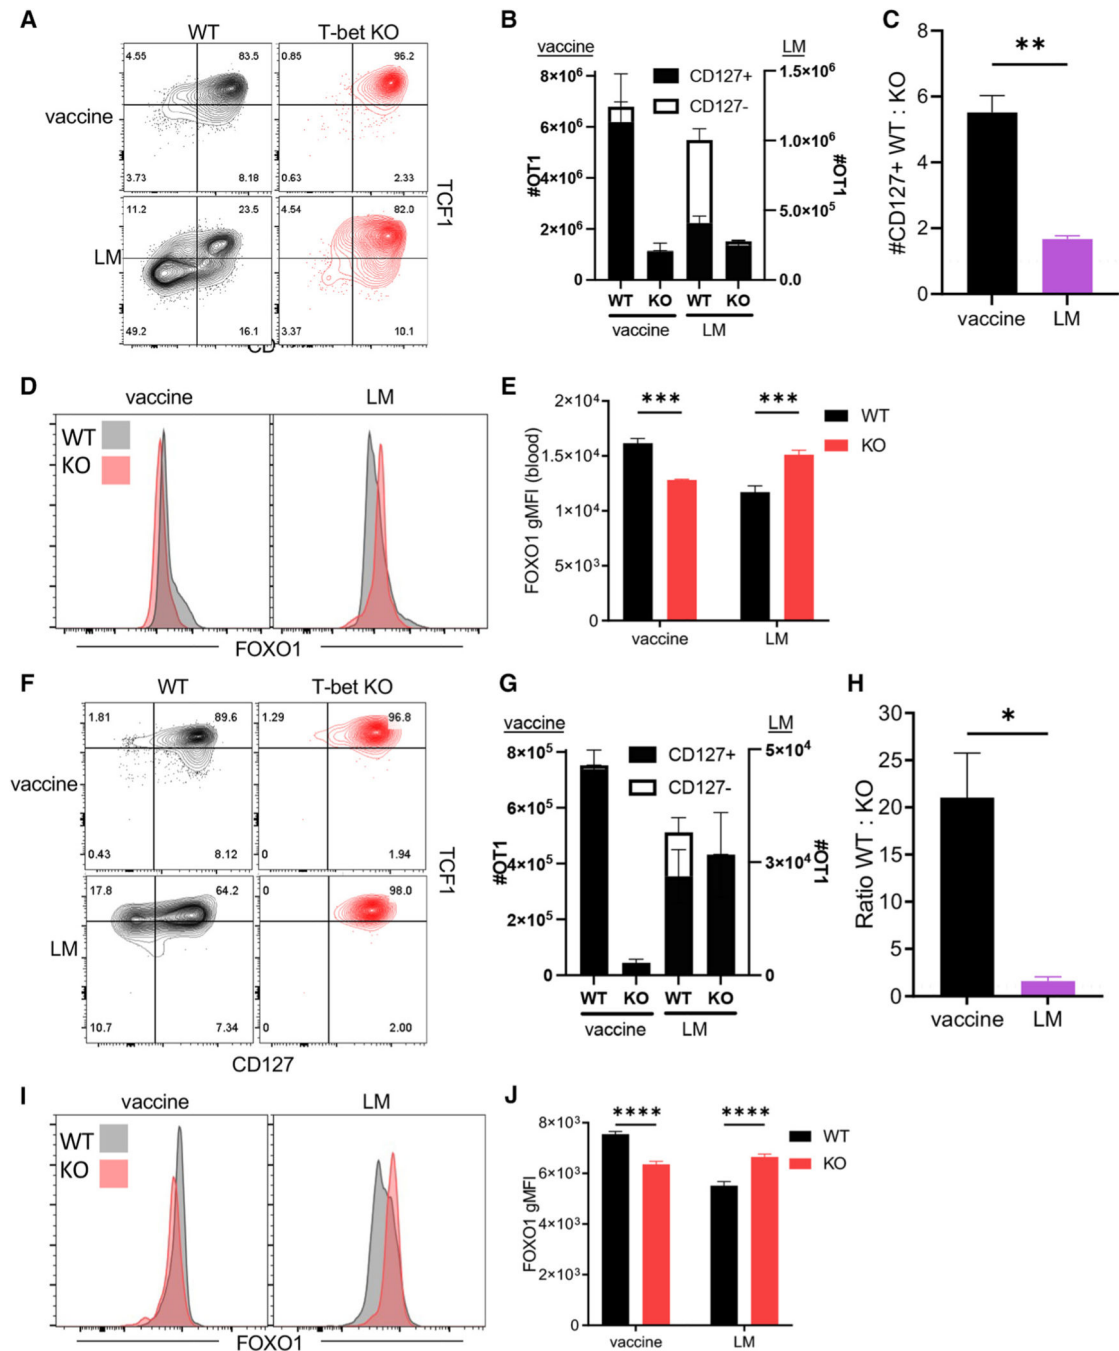 A
WT
T-bet KO
4.55
83.5
0.85
96.2
vaccine
3.73
8.18
0.63
2.33
11.2
23.5
4.54
82.0
LM
49.2
16.1
3.37
10.1
TCF1
B
vaccine
LM
8×10⁶
6×10⁶
4×10⁶
2×10⁶
0
#OT1
CD127+
CD127-
1.5×10⁶
1.0×10⁶
5.0×10⁵
0.0
#OT1
WT
KO
WT
KO
vaccine
LM
C
**
8
6
4
2
0
#CD127+ WT : KO
vaccine
LM
D
vaccine
LM
WT
KO
FOXO1
E
FOXO1 gMFI (blood)
2×10⁴
1.5×10⁴
1×10⁴
5×10³
0
***
***
WT
KO
vaccine
LM
F
WT
T-bet KO
1.81
89.6
1.29
96.8
vaccine
0.43
8.12
0
1.94
17.8
64.2
0
98.0
LM
10.7
7.34
0
2.00
TCF1
CD127
G
vaccine
LM
8×10⁵
6×10⁵
4×10⁵
2×10⁵
0
#OT1
CD127+
CD127-
5×10⁴
3×10⁴
0
#OT1
WT
KO
WT
KO
vaccine
LM
H
*
30
25
20
15
10
5
0
Ratio WT : KO
vaccine
LM
I
vaccine
LM
WT
KO
FOXO1
J
FOXO1 gMFI
8×10³
6×10³
4×10³
2×10³
0
****
****
WT
KO
vaccine
LM